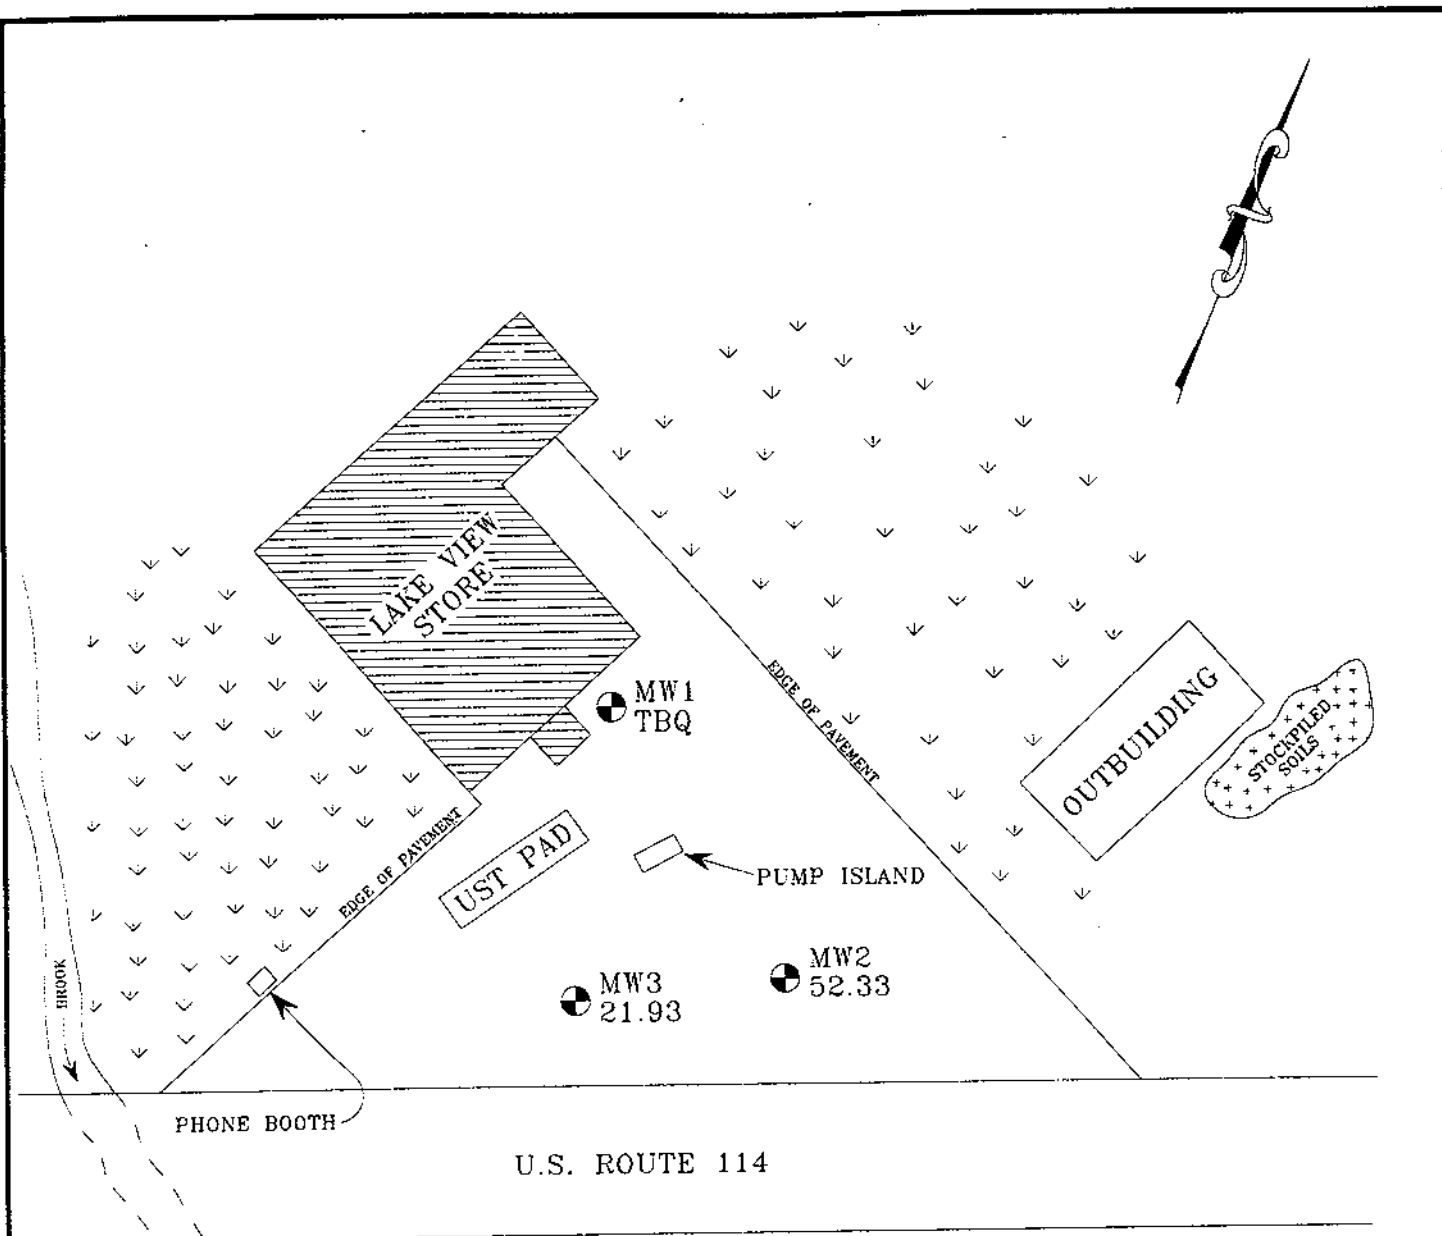 LAKE VIEW
STORE
MW1
TBQ
EDGE OF PAVEMENT
OUTBUILDING
STOCKPILED
SOILS
EDGE OF PAVEMENT
UST PAD
PUMP ISLAND
BROOK
MW3
21.93
MW2
52.33
PHONE BOOTH
U.S. ROUTE 114